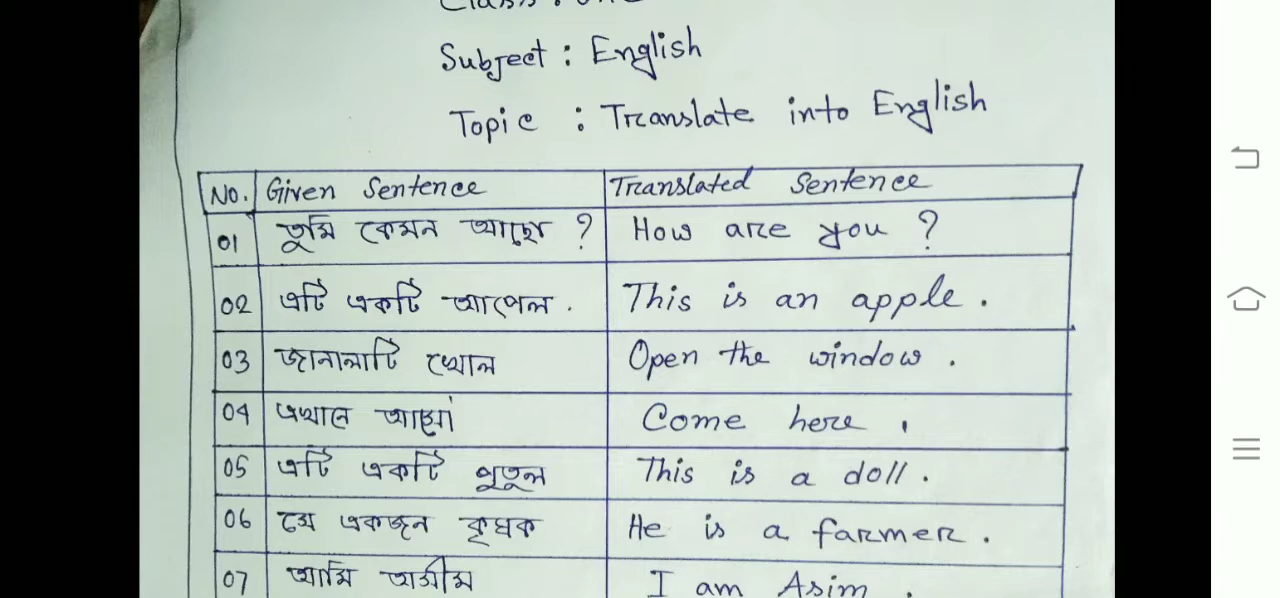 Class : One
Subject : English
Topic : Translate into English
No. Given Sentence Translated Sentence
01 তুমি কেমন আছো ? How are you ?
02 এটি একটি আপেল . This is an apple .
03 জানালাটি খোল Open the window .
04 এখানে আসো Come here .
05 এটি একটি পুতুল This is a doll .
06 সে একজন কৃষক He is a farmer .
07 আমি অসীম I am Asim .